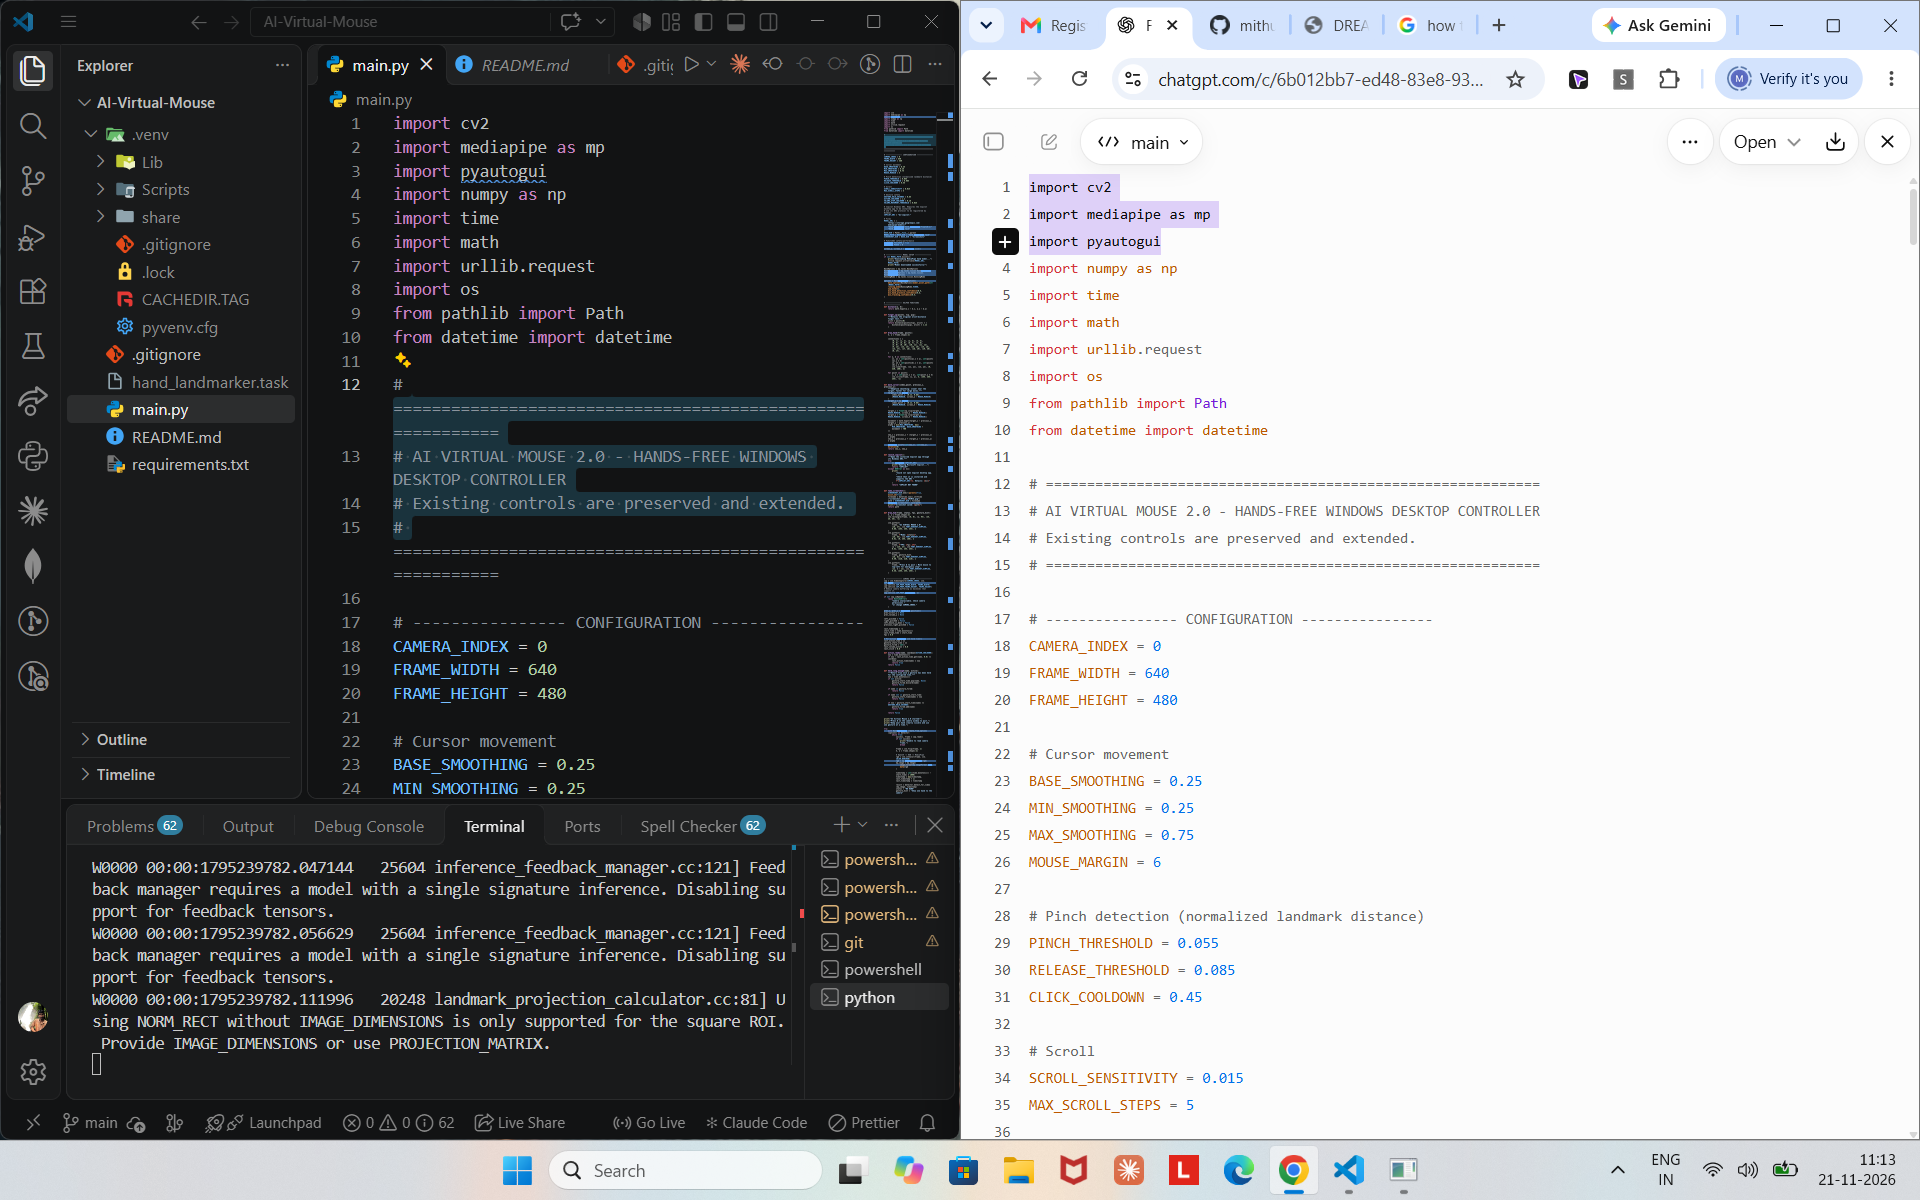 AI-Virtual-Mouse
Explorer
AI-Virtual-Mouse
.venv
Lib
Scripts
share
.gitignore
.lock
CACHEDIR.TAG
pyvenv.cfg
.gitignore
hand_landmarker.task
main.py
README.md
requirements.txt
Outline
Timeline
main.py
README.md
.gitig
main.py
1 import cv2
2 import mediapipe as mp
3 import pyautogui
4 import numpy as np
5 import time
6 import math
7 import urllib.request
8 import os
9 from pathlib import Path
10 from datetime import datetime
11
12 #
=================================================
===========
13 # AI VIRTUAL MOUSE 2.0 - HANDS-FREE WINDOWS
DESKTOP CONTROLLER
14 # Existing controls are preserved and extended.
15 #
=================================================
===========
16
17 # ---------------- CONFIGURATION ----------------
18 CAMERA_INDEX = 0
19 FRAME_WIDTH = 640
20 FRAME_HEIGHT = 480
21
22 # Cursor movement
23 BASE_SMOOTHING = 0.25
24 MIN_SMOOTHING = 0.25
Problems 62
Output
Debug Console
Terminal
Ports
Spell Checker 62
W0000 00:00:1795239782.047144   25604 inference_feedback_manager.cc:121] Feed
back manager requires a model with a single signature inference. Disabling su
pport for feedback tensors.
W0000 00:00:1795239782.056629   25604 inference_feedback_manager.cc:121] Feed
back manager requires a model with a single signature inference. Disabling su
pport for feedback tensors.
W0000 00:00:1795239782.111996   20248 landmark_projection_calculator.cc:81] U
sing NORM_RECT without IMAGE_DIMENSIONS is only supported for the square ROI.
Provide IMAGE_DIMENSIONS or use PROJECTION_MATRIX.
powersh...
powersh...
powersh...
git
powershell
python
main
Launchpad
0 0 62
Live Share
Go Live
Claude Code
Prettier
Regis
F
mithu
DREA
how t
Ask Gemini
chatgpt.com/c/6b012bb7-ed48-83e8-93...
S
M
Verify it's you
main
Open
1 import cv2
2 import mediapipe as mp
import pyautogui
4 import numpy as np
5 import time
6 import math
7 import urllib.request
8 import os
9 from pathlib import Path
10 from datetime import datetime
11
12 # ============================================================
13 # AI VIRTUAL MOUSE 2.0 - HANDS-FREE WINDOWS DESKTOP CONTROLLER
14 # Existing controls are preserved and extended.
15 # ============================================================
16
17 # ---------------- CONFIGURATION ----------------
18 CAMERA_INDEX = 0
19 FRAME_WIDTH = 640
20 FRAME_HEIGHT = 480
21
22 # Cursor movement
23 BASE_SMOOTHING = 0.25
24 MIN_SMOOTHING = 0.25
25 MAX_SMOOTHING = 0.75
26 MOUSE_MARGIN = 6
27
28 # Pinch detection (normalized landmark distance)
29 PINCH_THRESHOLD = 0.055
30 RELEASE_THRESHOLD = 0.085
31 CLICK_COOLDOWN = 0.45
32
33 # Scroll
34 SCROLL_SENSITIVITY = 0.015
35 MAX_SCROLL_STEPS = 5
36
Search
L
ENG
IN
11:13
21-11-2026